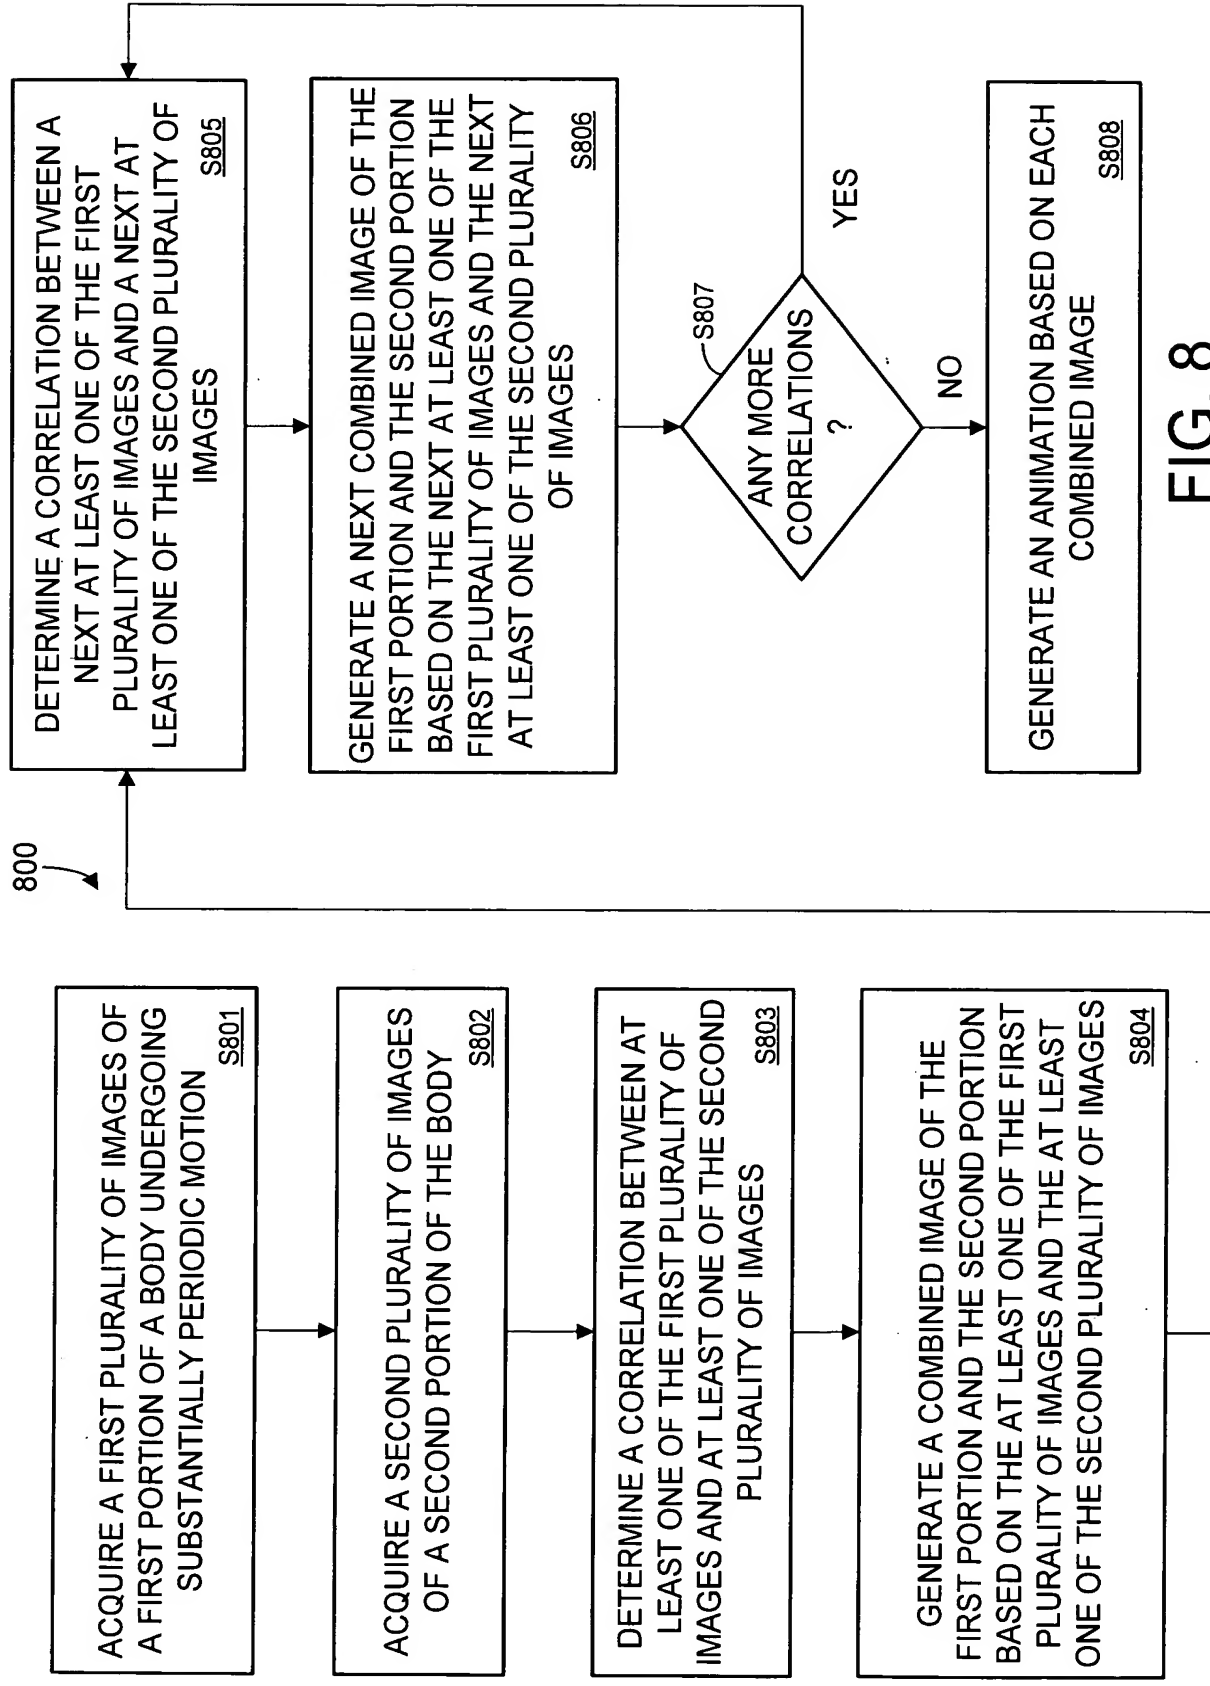 800
ACQUIRE A FIRST PLURALITY OF IMAGES OF
A FIRST PORTION OF A BODY UNDERGOING
SUBSTANTIALLY PERIODIC MOTION
S801
ACQUIRE A SECOND PLURALITY OF IMAGES
OF A SECOND PORTION OF THE BODY
S802
DETERMINE A CORRELATION BETWEEN AT
LEAST ONE OF THE FIRST PLURALITY OF
IMAGES AND AT LEAST ONE OF THE SECOND
PLURALITY OF IMAGES
S803
GENERATE A COMBINED IMAGE OF THE
FIRST PORTION AND THE SECOND PORTION
BASED ON THE AT LEAST ONE OF THE FIRST
PLURALITY OF IMAGES AND THE AT LEAST
ONE OF THE SECOND PLURALITY OF IMAGES
S804
DETERMINE A CORRELATION BETWEEN A
NEXT AT LEAST ONE OF THE FIRST
PLURALITY OF IMAGES AND A NEXT AT
LEAST ONE OF THE SECOND PLURALITY OF
IMAGES
S805
GENERATE A NEXT COMBINED IMAGE OF THE
FIRST PORTION AND THE SECOND PORTION
BASED ON THE NEXT AT LEAST ONE OF THE
FIRST PLURALITY OF IMAGES AND THE NEXT
AT LEAST ONE OF THE SECOND PLURALITY
OF IMAGES
S806
S807
ANY MORE
CORRELATIONS
?
YES
NO
GENERATE AN ANIMATION BASED ON EACH
COMBINED IMAGE
S808
FIG. 8